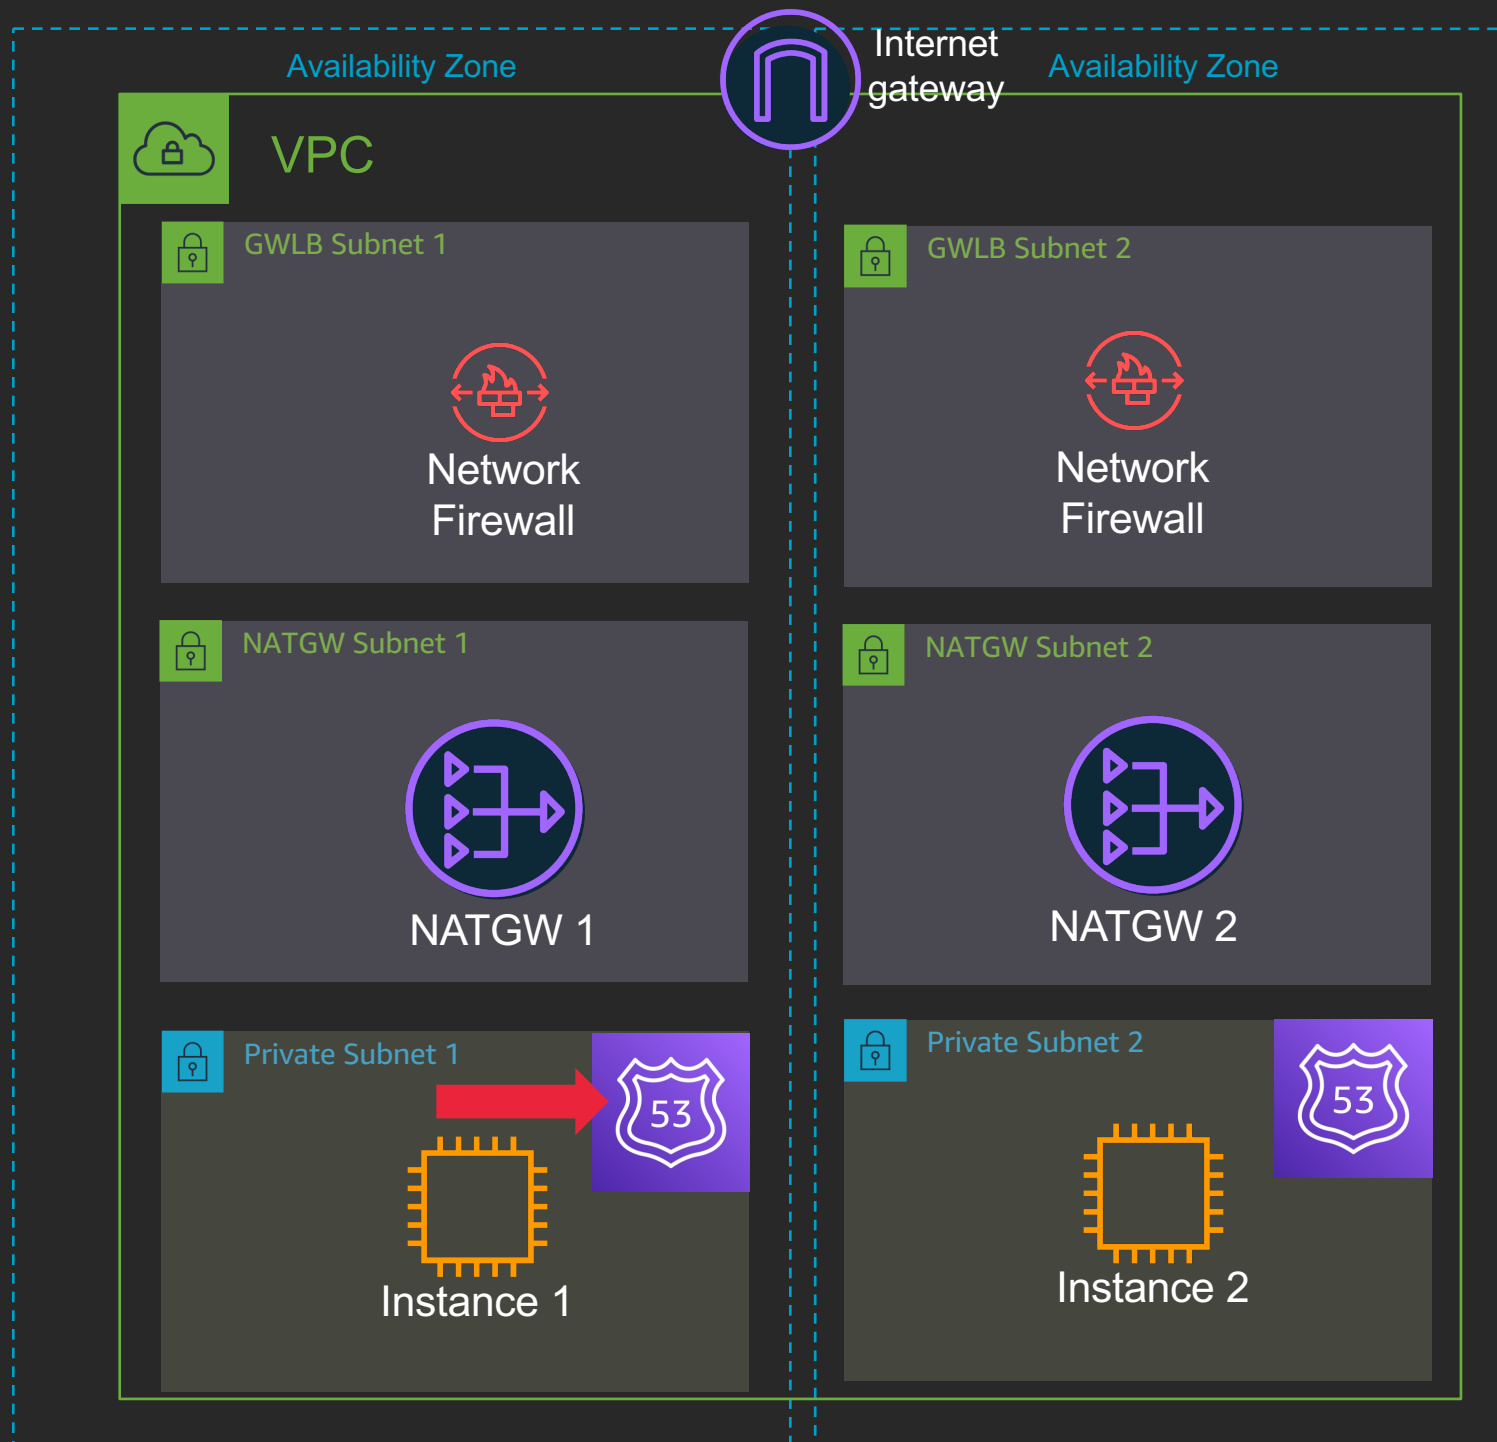 Availability Zone
Internet
gateway
Availability Zone
VPC
GWLB Subnet 1
GWLB Subnet 2
Network
Firewall
Network
Firewall
NATGW Subnet 1
NATGW Subnet 2
NATGW 1
NATGW 2
Private Subnet 1
53
Private Subnet 2
53
Instance 1
Instance 2